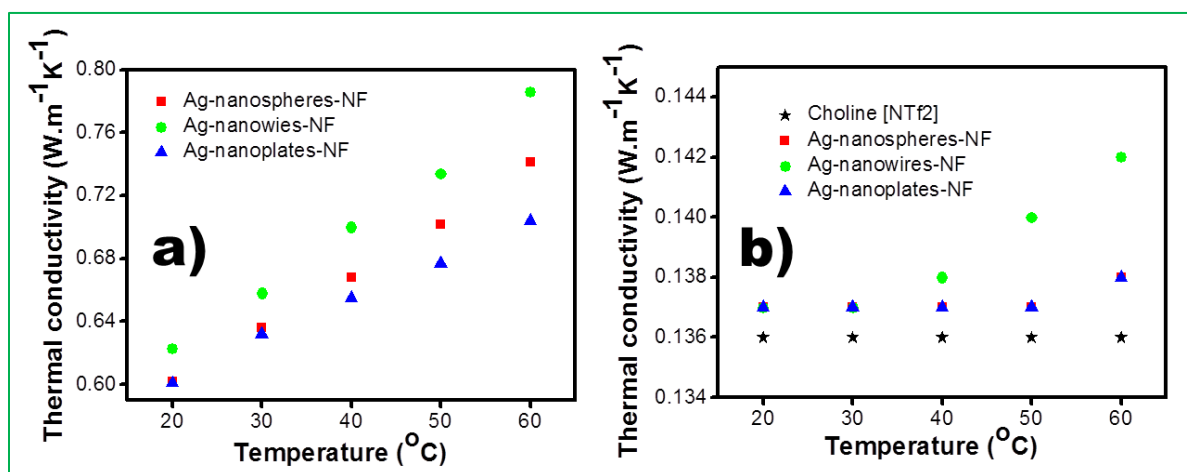 Thermal conductivity (W.m⁻¹K⁻¹)
0.80
0.76
0.72
0.68
0.64
0.60
Ag-nanospheres-NF
Ag-nanowies-NF
Ag-nanoplates-NF
a)
20 30 40 50 60
Temperature (°C)
Thermal conductivity (W.m⁻¹K⁻¹)
0.144
0.142
0.140
0.138
0.136
0.134
Choline [NTf2]
Ag-nanospheres-NF
Ag-nanowires-NF
Ag-nanoplates-NF
b)
20 30 40 50 60
Temperature (°C)